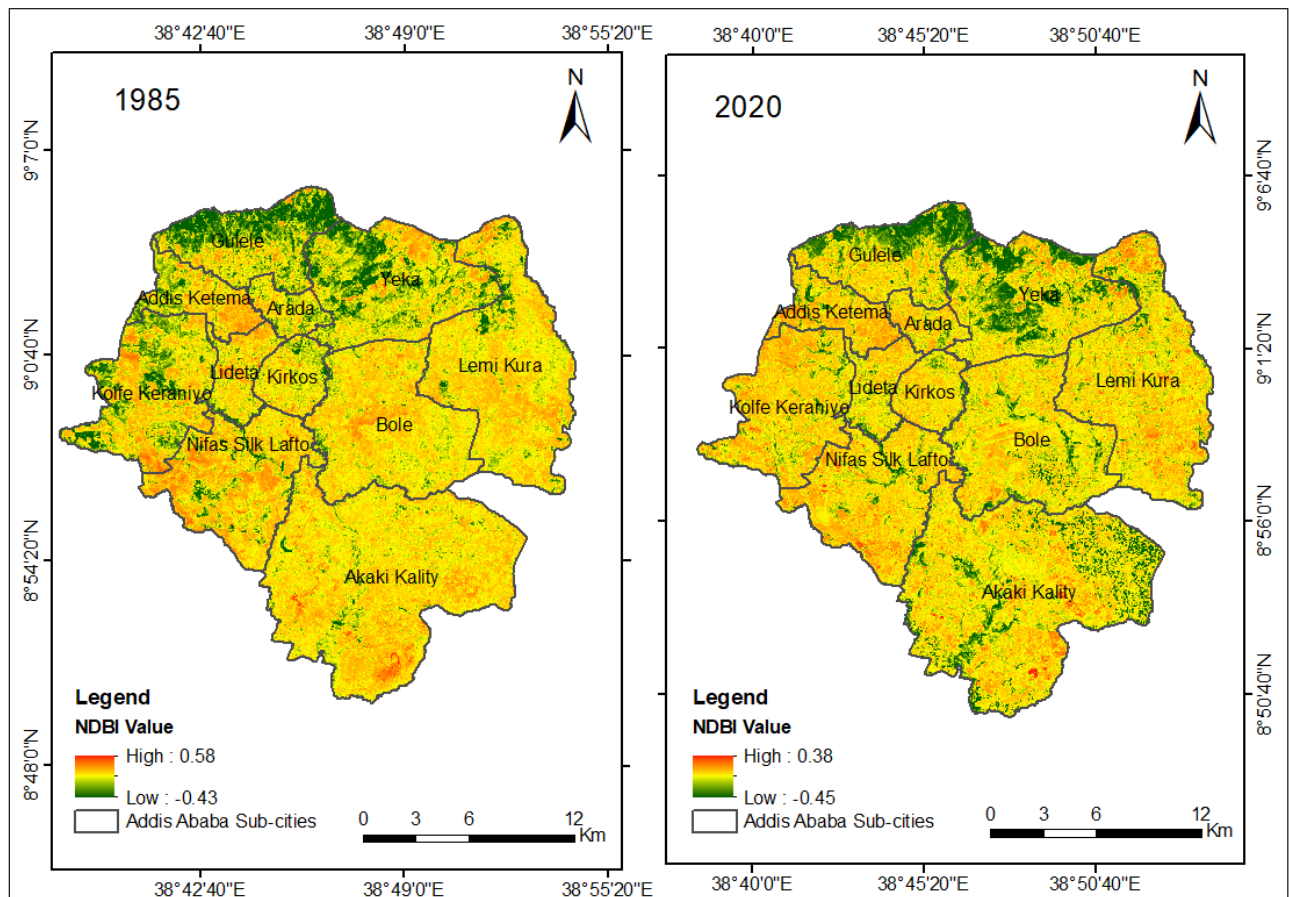 38°42'40"E 38°49'0"E 38°55'20"E
1985
N
9°7'0"N
9°0'40"N
8°54'20"N
8°48'0"N
Gulele
Yeka
Addis Ketema
Arada
Lideta
Kirkos
Lemi Kura
Kolfe Keraniyo
Bole
Nifas Silk Lafto
Akaki Kality
Legend
NDBI Value
High : 0.58
Low : -0.43
Addis Ababa Sub-cities
0 3 6 12
Km
38°42'40"E 38°49'0"E 38°55'20"E
38°40'0"E 38°45'20"E 38°50'40"E
2020
N
9°6'40"N
9°1'20"N
8°56'0"N
8°50'40"N
Gulele
Yeka
Addis Ketema
Arada
Lideta
Kirkos
Lemi Kura
Kolfe Keraniyo
Bole
Nifas Silk Lafto
Akaki Kality
Legend
NDBI Value
High : 0.38
Low : -0.45
Addis Ababa Sub-cities
0 3 6 12
Km
38°40'0"E 38°45'20"E 38°50'40"E